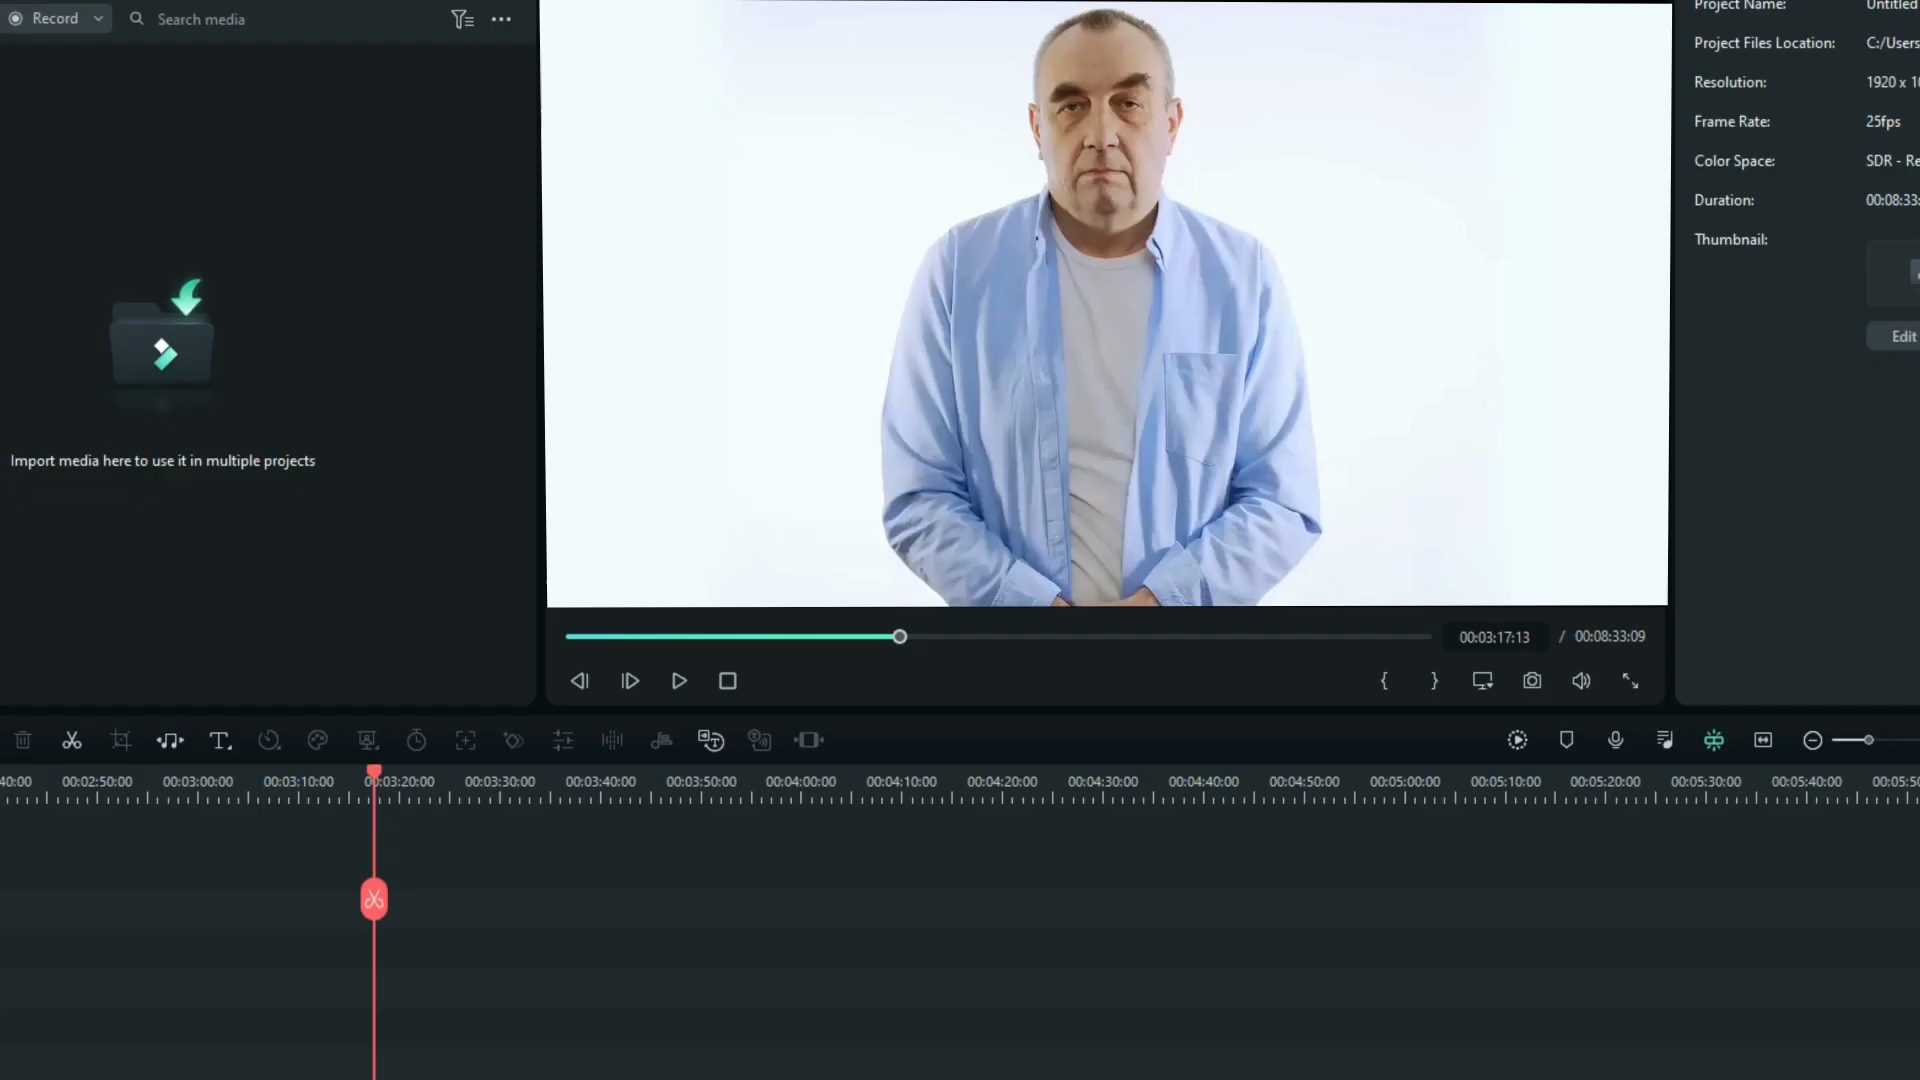 Record
Search media
Import media here to use it in multiple projects
Project Name: Untitled
Project Files Location: C:/Users
Resolution: 1920 x 10
Frame Rate: 25fps
Color Space: SDR - Re
Duration: 00:08:33:
Thumbnail:
Edit
00:03:17:13 / 00:08:33:09
40:00 00:02:50:00 00:03:00:00 00:03:10:00 00:03:20:00 00:03:30:00 00:03:40:00 00:03:50:00 00:04:00:00 00:04:10:00 00:04:20:00 00:04:30:00 00:04:40:00 00:04:50:00 00:05:00:00 00:05:10:00 00:05:20:00 00:05:30:00 00:05:40:00 00:05:50